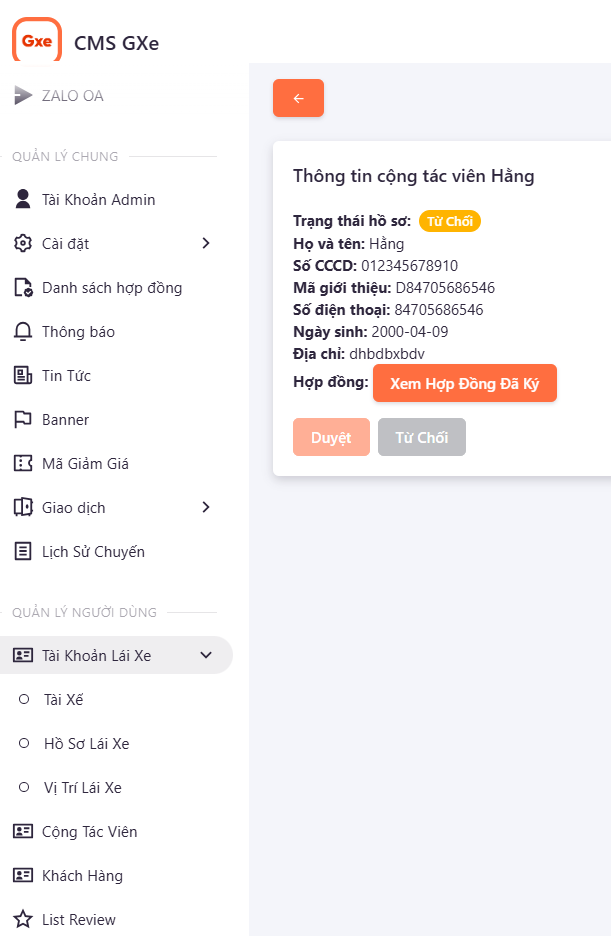 Gxe
CMS GXe
ZALO OA
QUẢN LÝ CHUNG
Tài Khoản Admin
Cài đặt
Danh sách hợp đồng
Thông báo
Tin Tức
Banner
Mã Giảm Giá
Giao dịch
Lịch Sử Chuyến
QUẢN LÝ NGƯỜI DÙNG
Tài Khoản Lái Xe
Tài Xế
Hồ Sơ Lái Xe
Vị Trí Lái Xe
Cộng Tác Viên
Khách Hàng
List Review
Thông tin cộng tác viên Hằng
Trạng thái hồ sơ: Từ Chối
Họ và tên: Hằng
Số CCCD: 012345678910
Mã giới thiệu: D84705686546
Số điện thoại: 84705686546
Ngày sinh: 2000-04-09
Địa chỉ: dhbdbxbdv
Hợp đồng: Xem Hợp Đồng Đã Ký
Duyệt Từ Chối